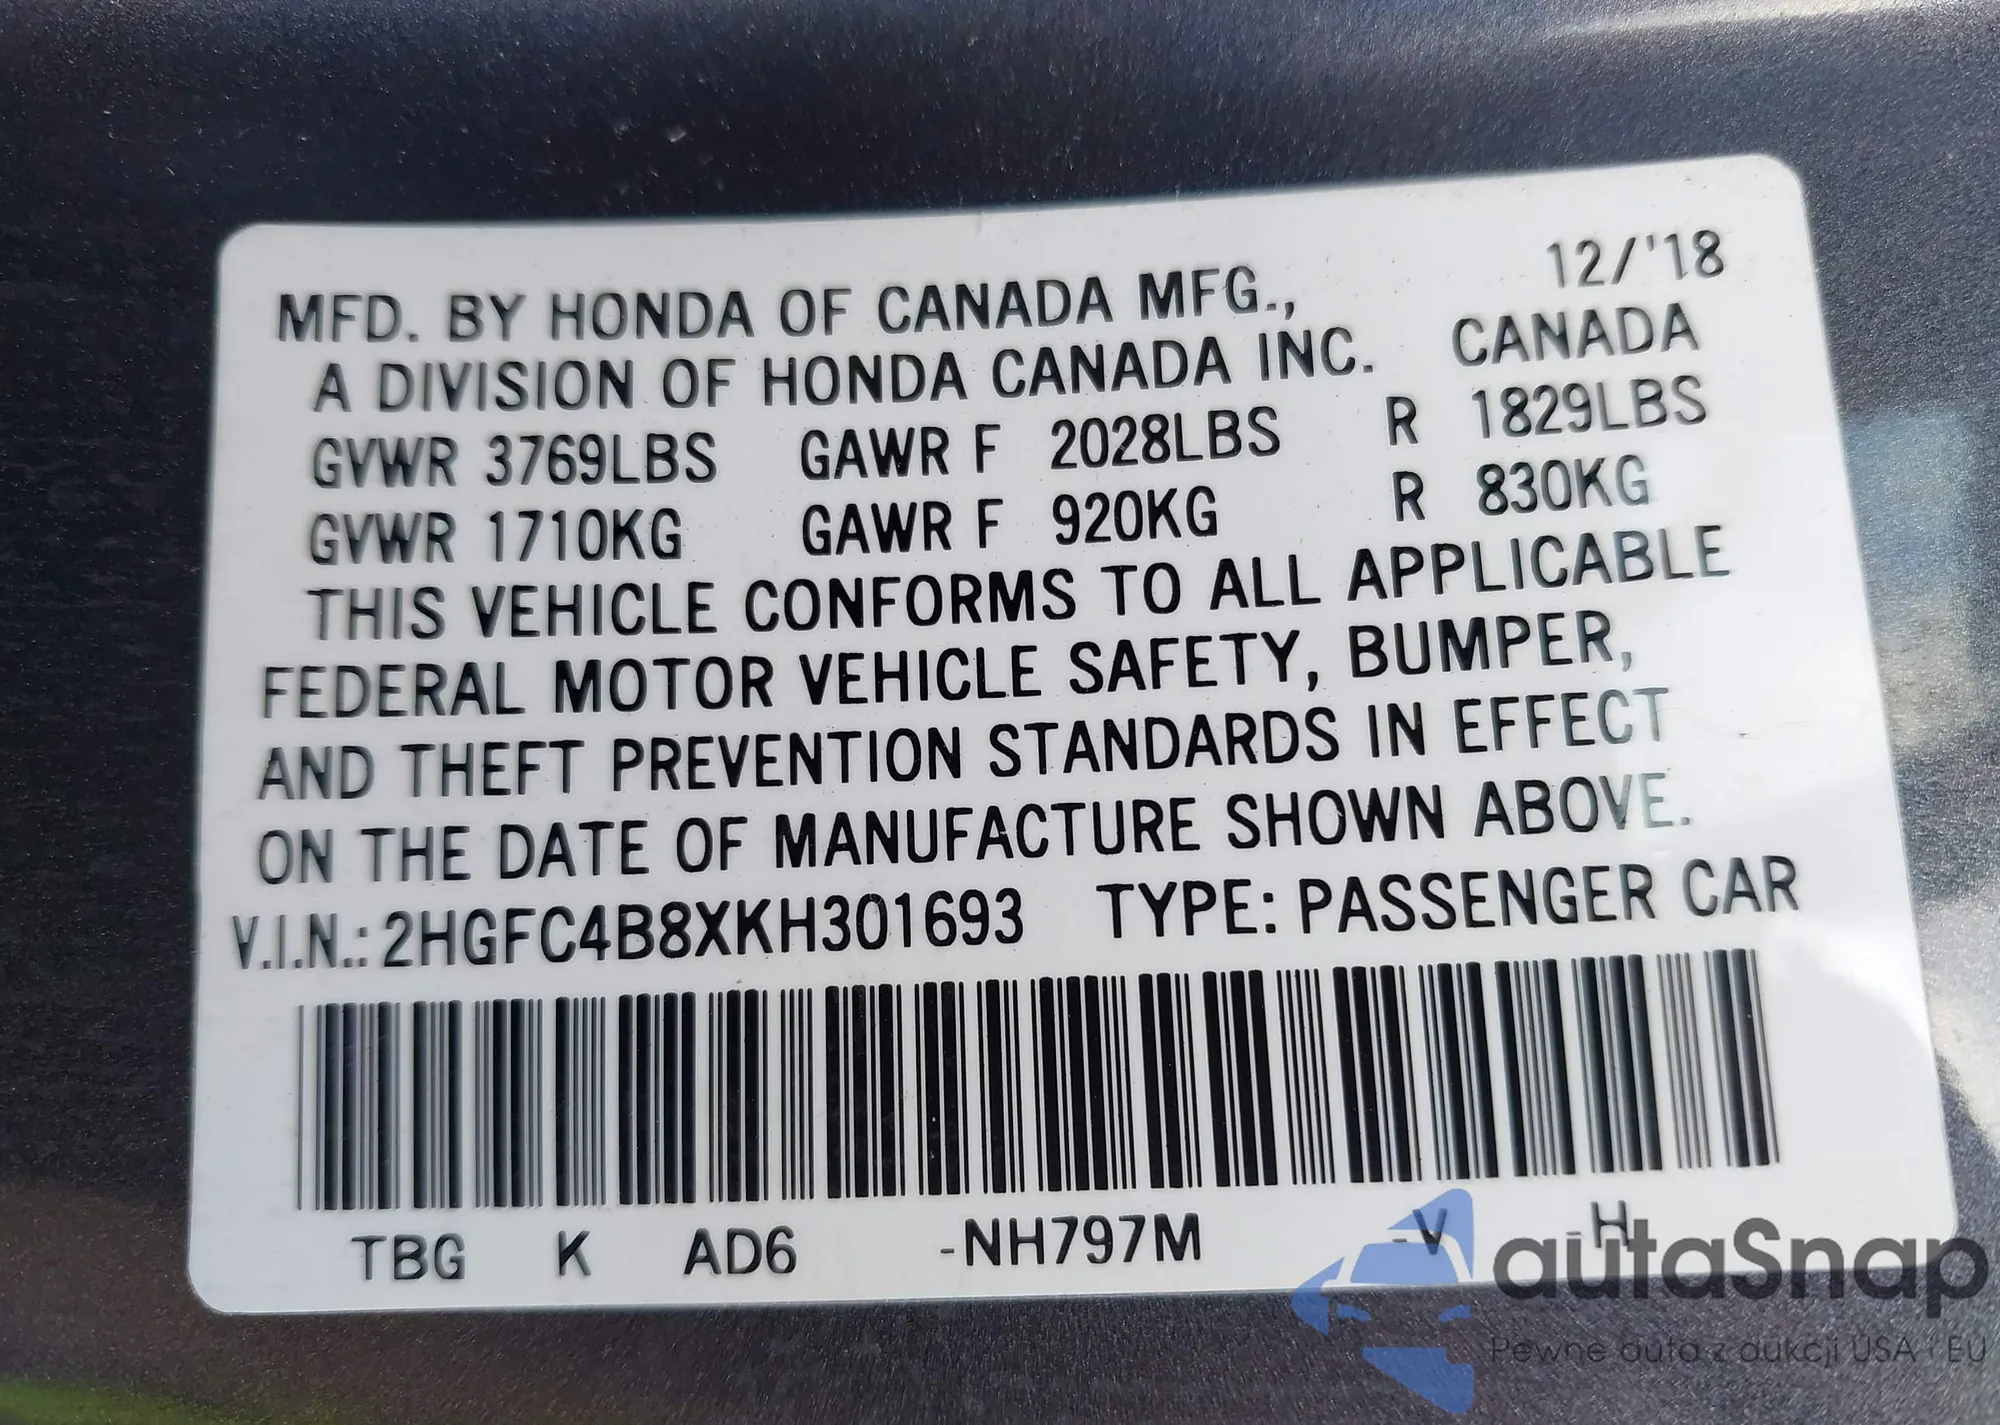 12/'18
MFD. BY HONDA OF CANADA MFG.,
A DIVISION OF HONDA CANADA INC. CANADA
GVWR 3769LBS GAWR F 2028LBS R 1829LBS
GVWR 1710KG GAWR F 920KG R 830KG
THIS VEHICLE CONFORMS TO ALL APPLICABLE
FEDERAL MOTOR VEHICLE SAFETY, BUMPER,
AND THEFT PREVENTION STANDARDS IN EFFECT
ON THE DATE OF MANUFACTURE SHOWN ABOVE.
V.I.N.: 2HGFC4B8XKH301693 TYPE: PASSENGER CAR
TBG K AD6 -NH797M -V -H
autaSnap
Pewne auta z aukcji USA i EU